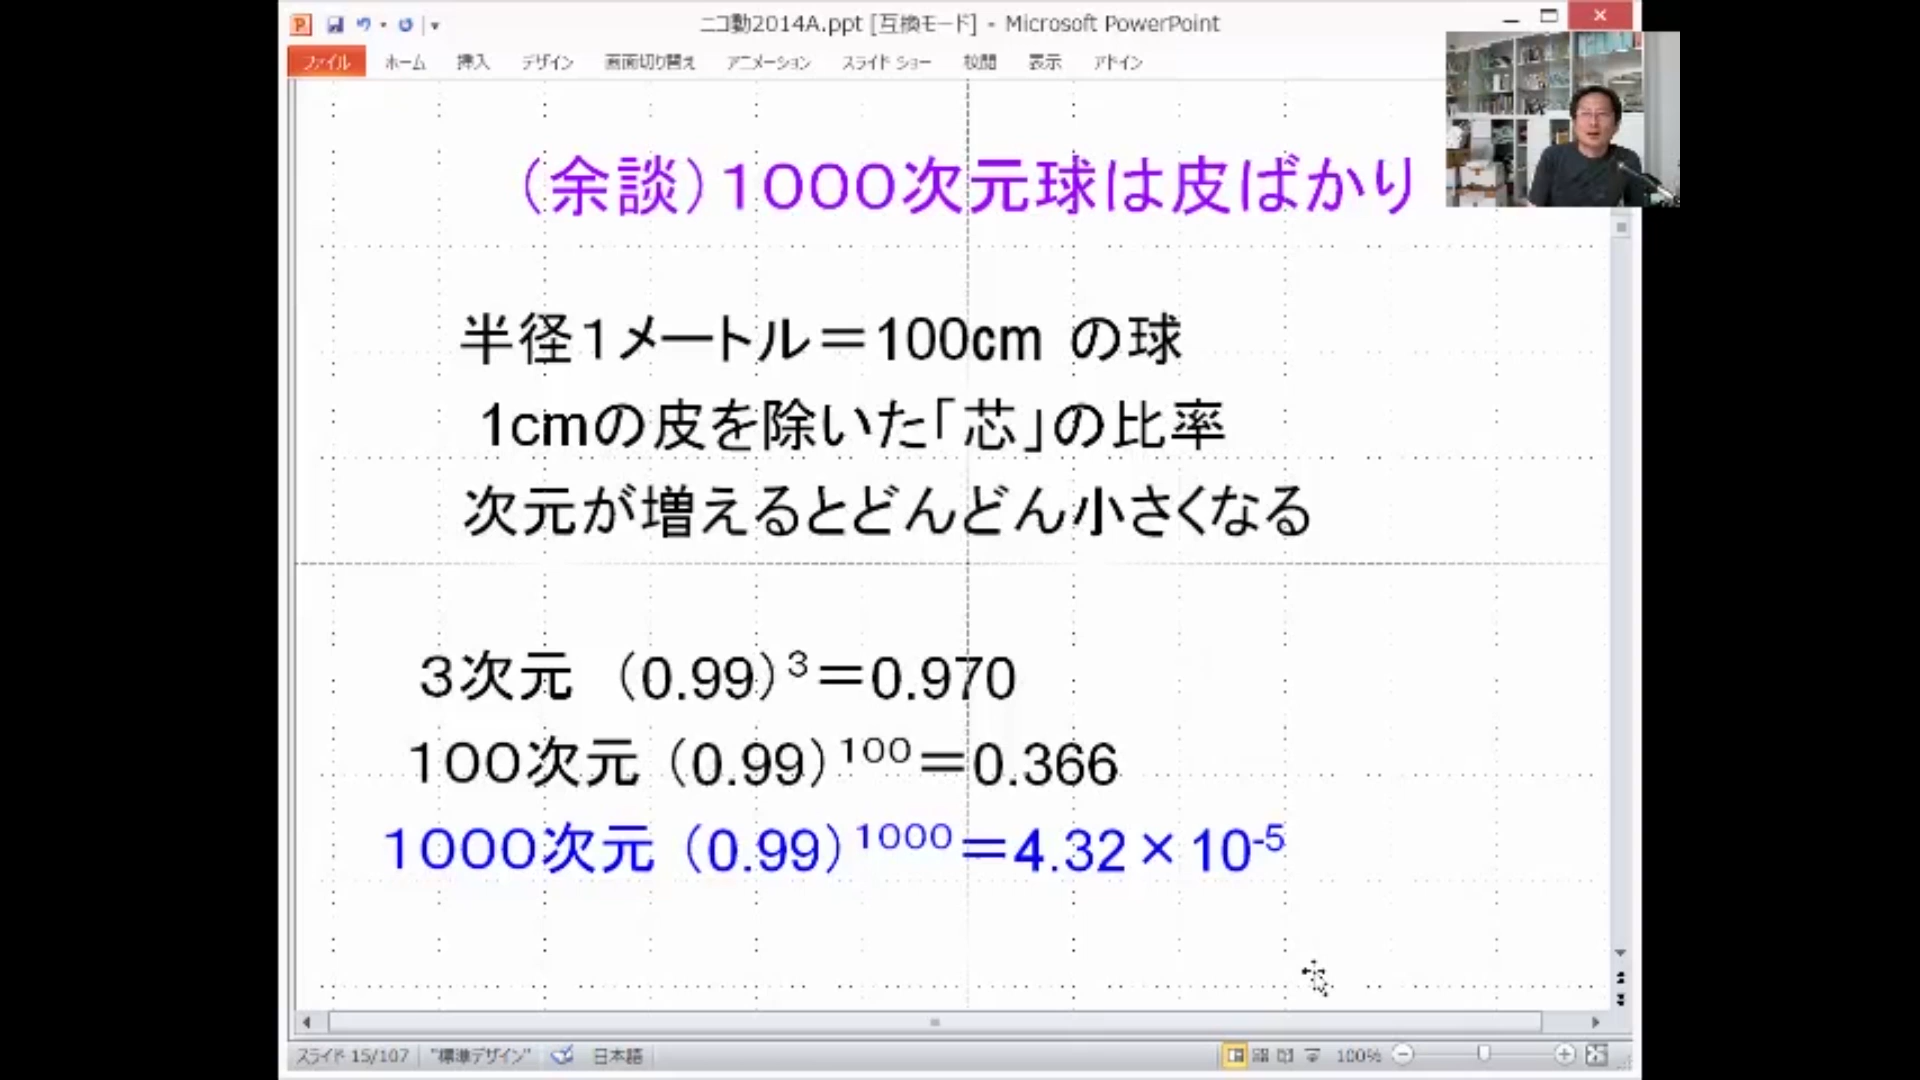 ニコ動2014A.ppt [互換モード] - Microsoft PowerPoint
ファイル ホーム 挿入 デザイン 画面切り替え アニメーション スライド ショー 校閲 表示 アドイン
（余談）１０００次元球は皮ばかり
半径１メートル＝100cm の球
1cmの皮を除いた「芯」の比率
次元が増えるとどんどん小さくなる
３次元 （0.99）³＝0.970
１００次元（0.99）¹⁰⁰＝0.366
１０００次元（0.99）¹⁰⁰⁰＝4.32×10⁻⁵
スライド 15/107 "標準デザイン" 日本語 100%